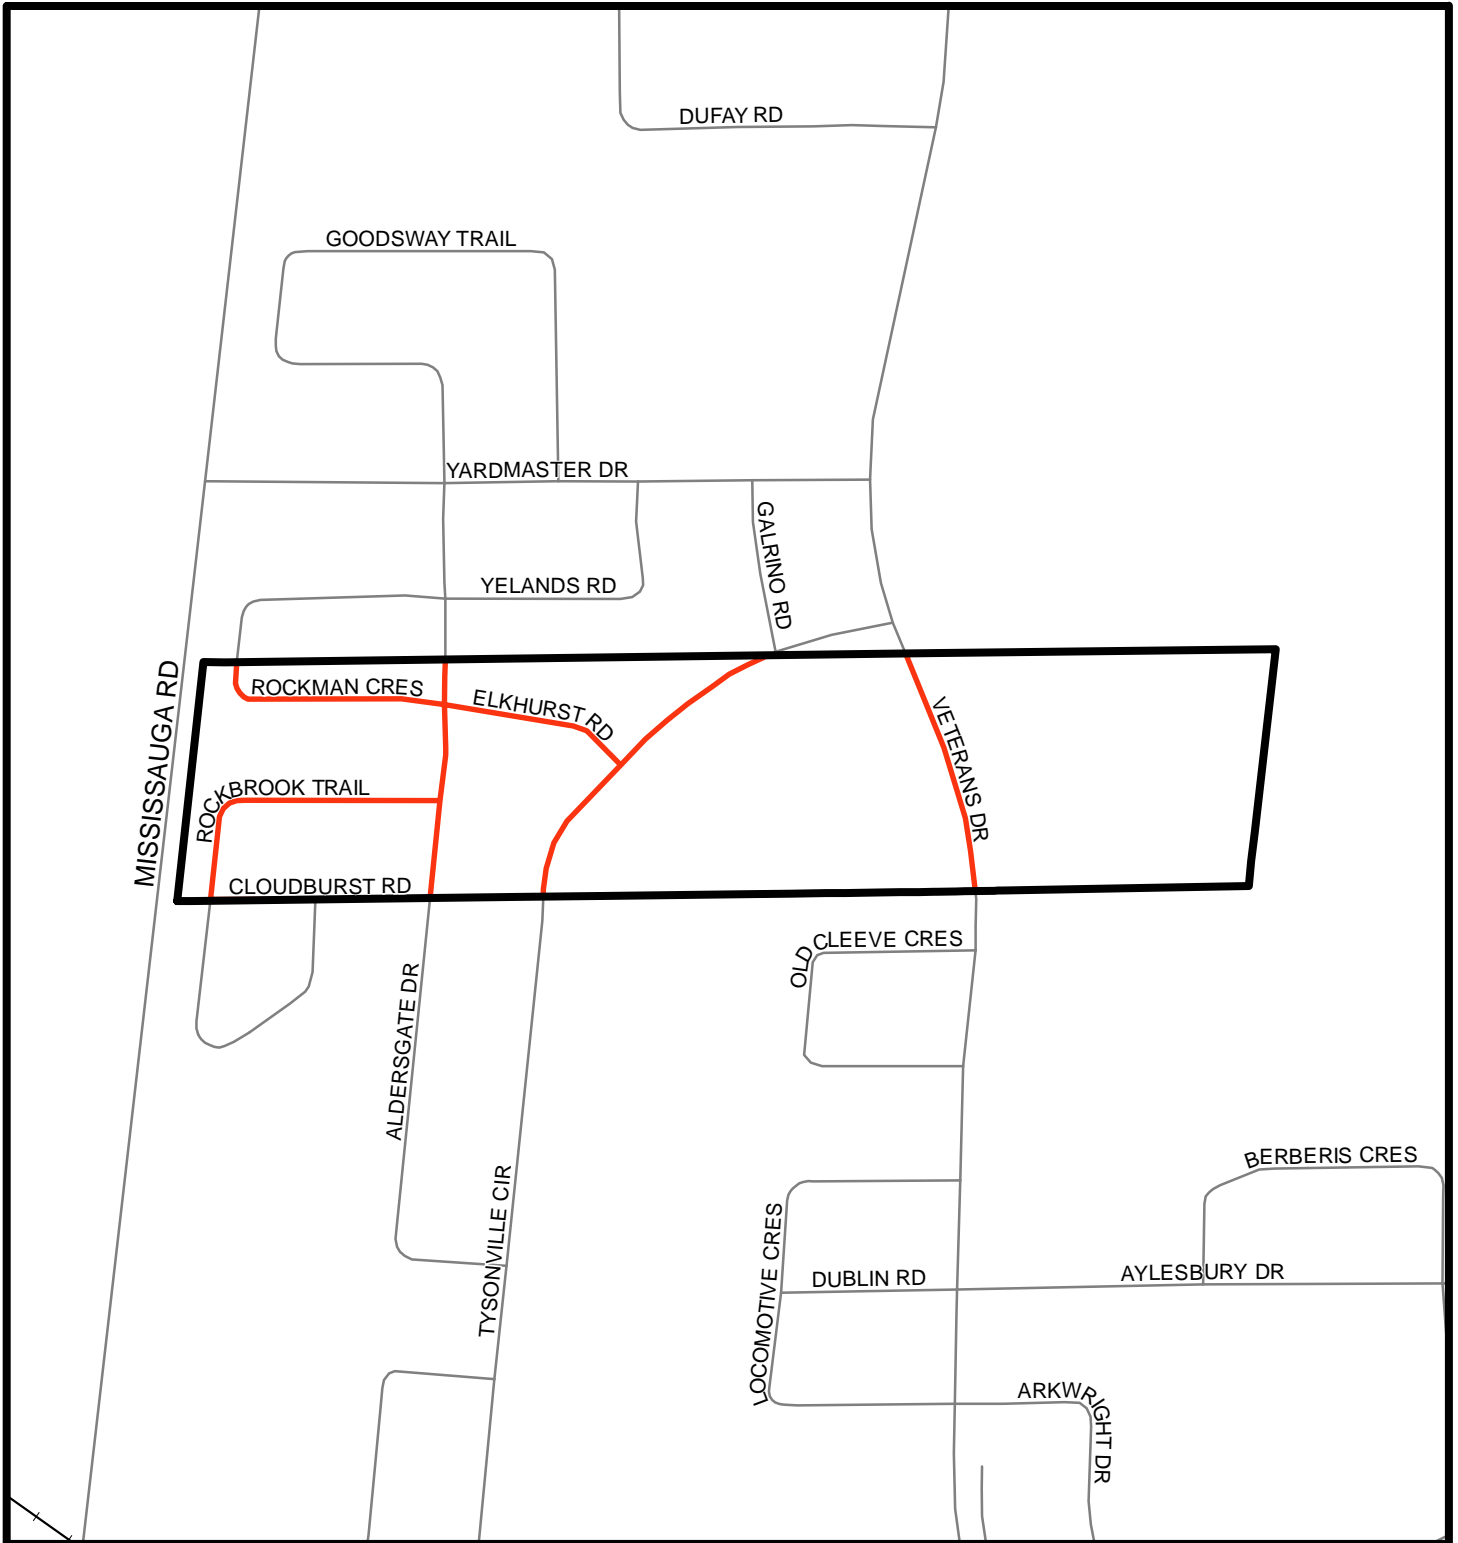 DUFAY RD
GOODSWAY TRAIL
YARDMASTER DR
GALRINO RD
YELANDS RD
MISSISSAUGA RD
ROCKMAN CRES
ELKHURST RD
VETERANS DR
ROCKBROOK TRAIL
CLOUDBURST RD
OLD CLEEVE CRES
ALDERSGATE DR
TYSONVILLE CIR
BERBERIS CRES
LOCOMOTIVE CRES
DUBLIN RD
AYLESBURY DR
ARKWRIGHT DR